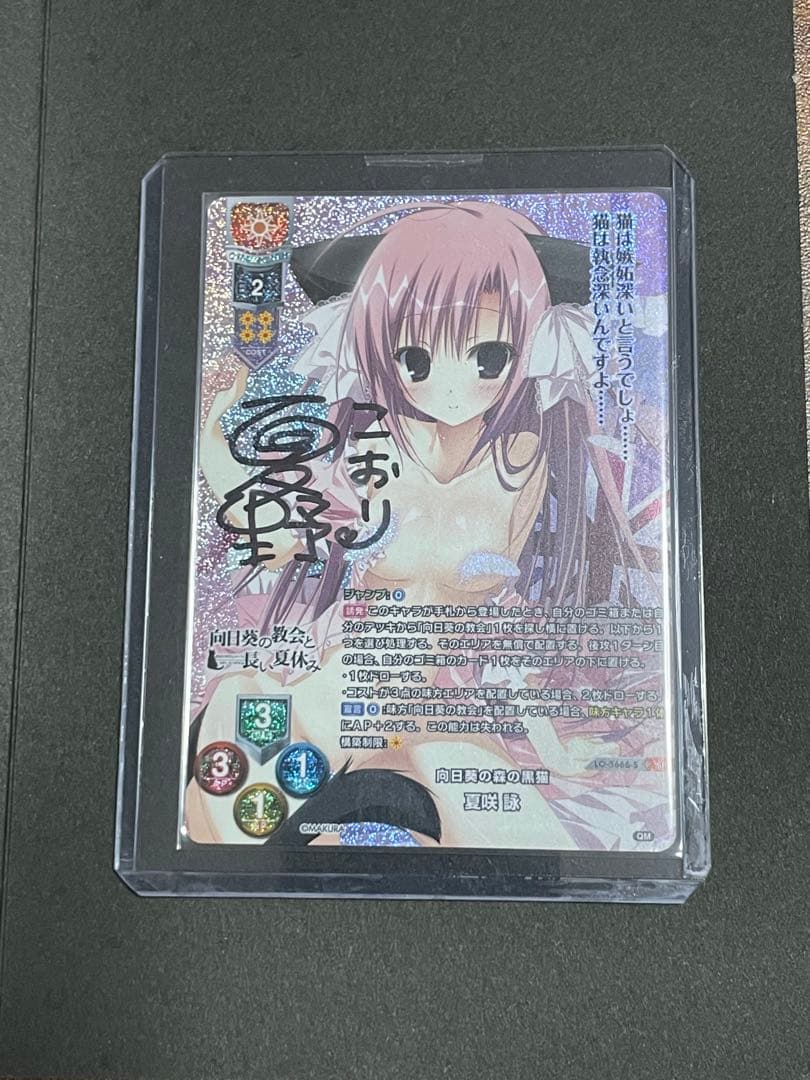 猫は嫉妬深いと言うでしょ……
猫は執念深いんですよ……
2
COST
夏野
こおり
ジャンプ:0
誘発 このキャラが手札から登場したとき、自分のゴミ箱または自
分のデッキから「向日葵の教会」1枚を探し横に置ける。以下から1
つを選び処理する。そのエリアを無償で配置する。後攻1ターン目
の場合、自分のゴミ箱のカード1枚をそのエリアの下に置ける。
・1枚ドローする。
・コストが3点の味方エリアを配置している場合、2枚ドローする。
宣言 0:味方「向日葵の教会」を配置している場合、味方キャラ1体
にAP+2する。この能力は失われる。
構築制限:
向日葵の教会と
長い夏休み
3
3
1
1
LO-5666-S
向日葵の森の黒猫
夏咲 詠
©MAKURA
QM